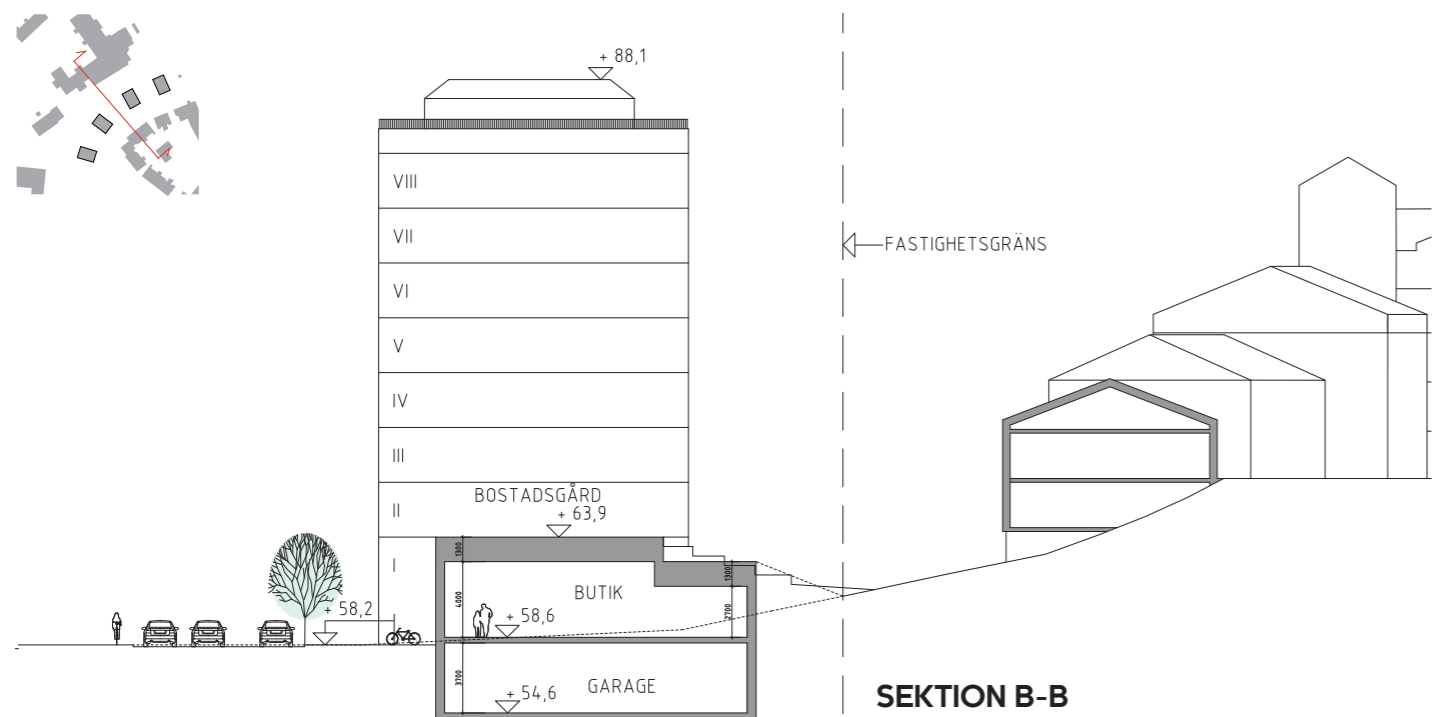 + 88,1
VIII
VII
FASTIGHETSGRÄNS
VI
V
IV
III
BOSTADSGÅRD
II
+ 63,9
1300
I
1300
4000
BUTIK
2700
+ 58,2
+ 58,6
3700
GARAGE
+ 54,6
SEKTION B-B